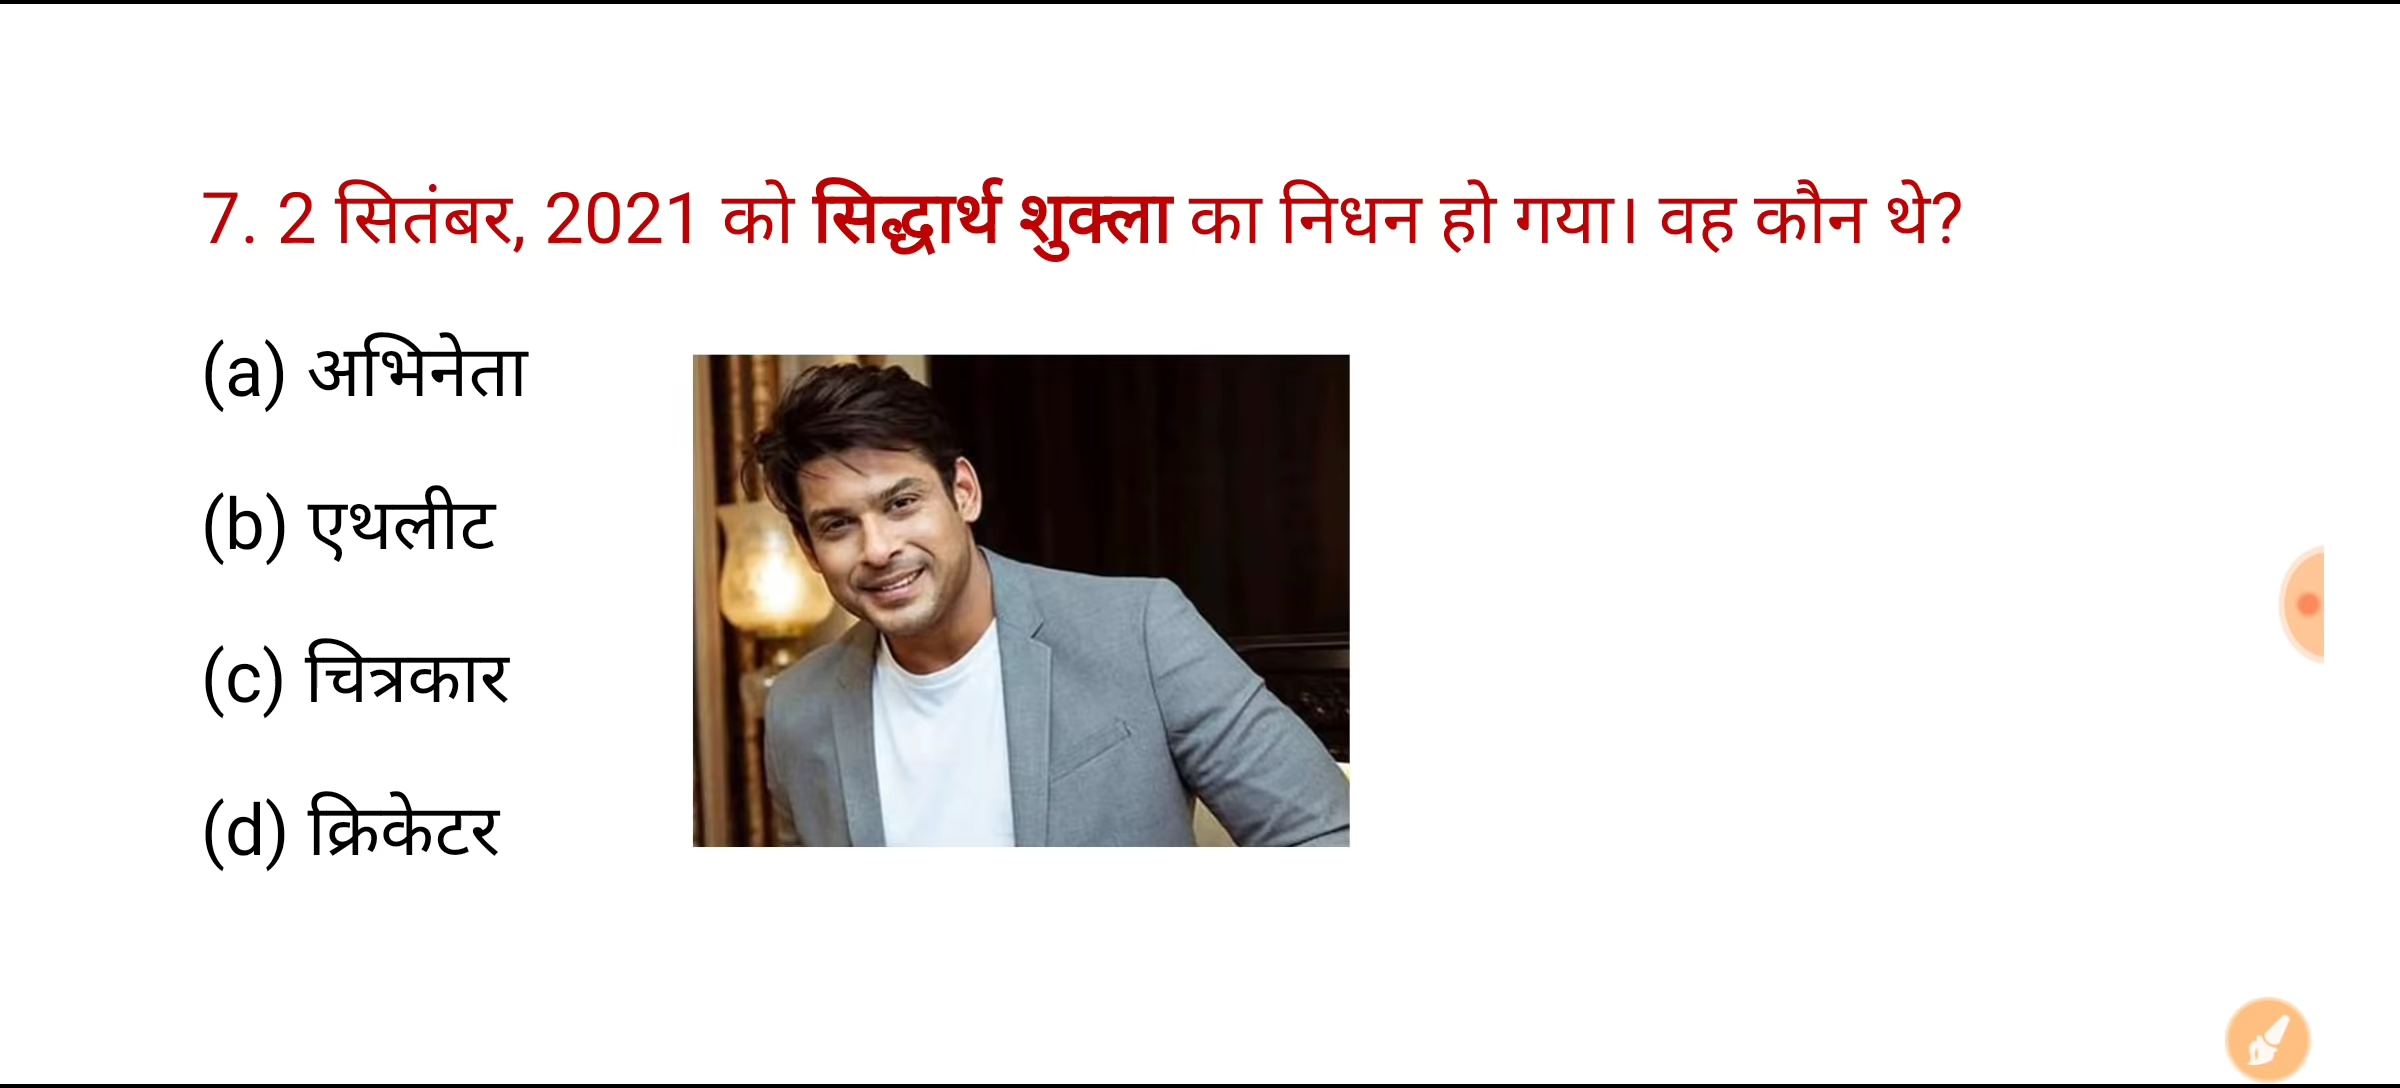 7. 2 सितंबर, 2021 को सिद्धार्थ शुक्ला का निधन हो गया। वह कौन थे?
(a) अभिनेता
(b) एथलीट
(c) चित्रकार
(d) क्रिकेटर